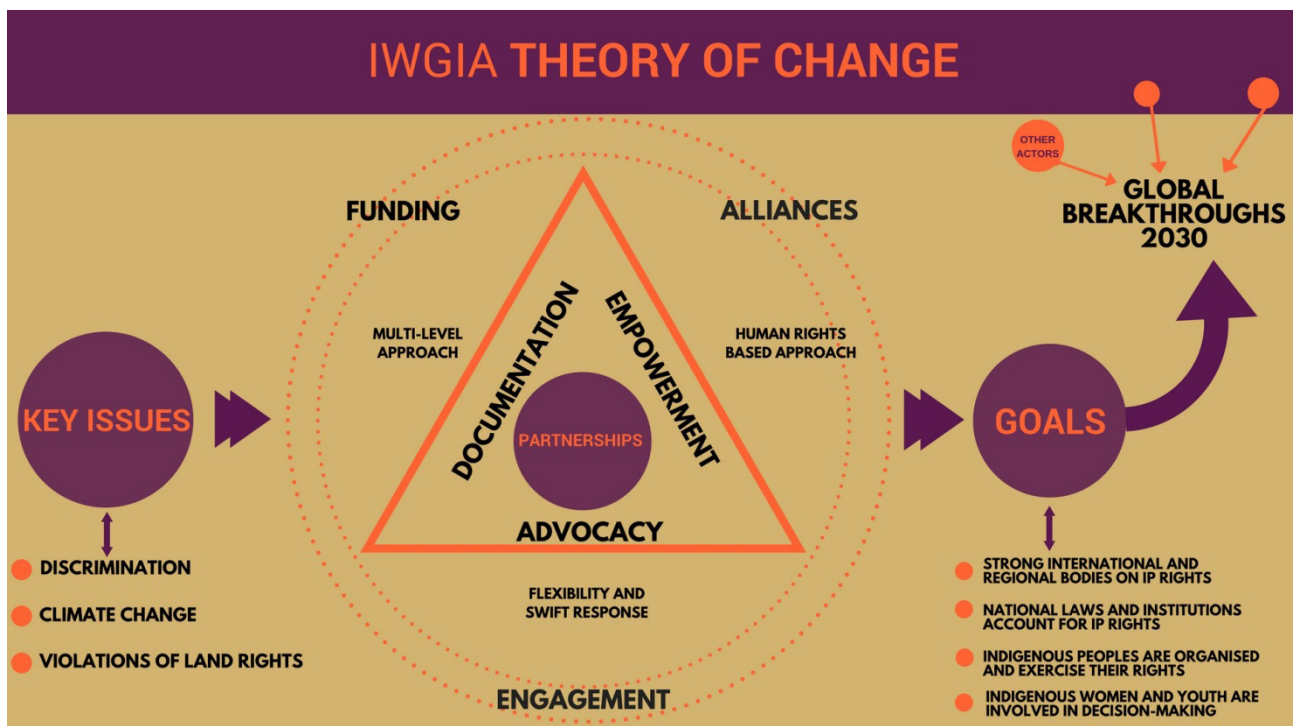 IWGIA THEORY OF CHANGE
OTHER
ACTORS
GLOBAL
BREAKTHROUGHS
2030
FUNDING
ALLIANCES
MULTI-LEVEL
APPROACH
DOCUMENTATION
EMPOWERMENT
HUMAN RIGHTS
BASED APPROACH
KEY ISSUES
PARTNERSHIPS
GOALS
ADVOCACY
FLEXIBILITY AND
SWIFT RESPONSE
ENGAGEMENT
DISCRIMINATION
CLIMATE CHANGE
VIOLATIONS OF LAND RIGHTS
STRONG INTERNATIONAL AND
REGIONAL BODIES ON IP RIGHTS
NATIONAL LAWS AND INSTITUTIONS
ACCOUNT FOR IP RIGHTS
INDIGENOUS PEOPLES ARE ORGANISED
AND EXERCISE THEIR RIGHTS
INDIGENOUS WOMEN AND YOUTH ARE
INVOLVED IN DECISION-MAKING